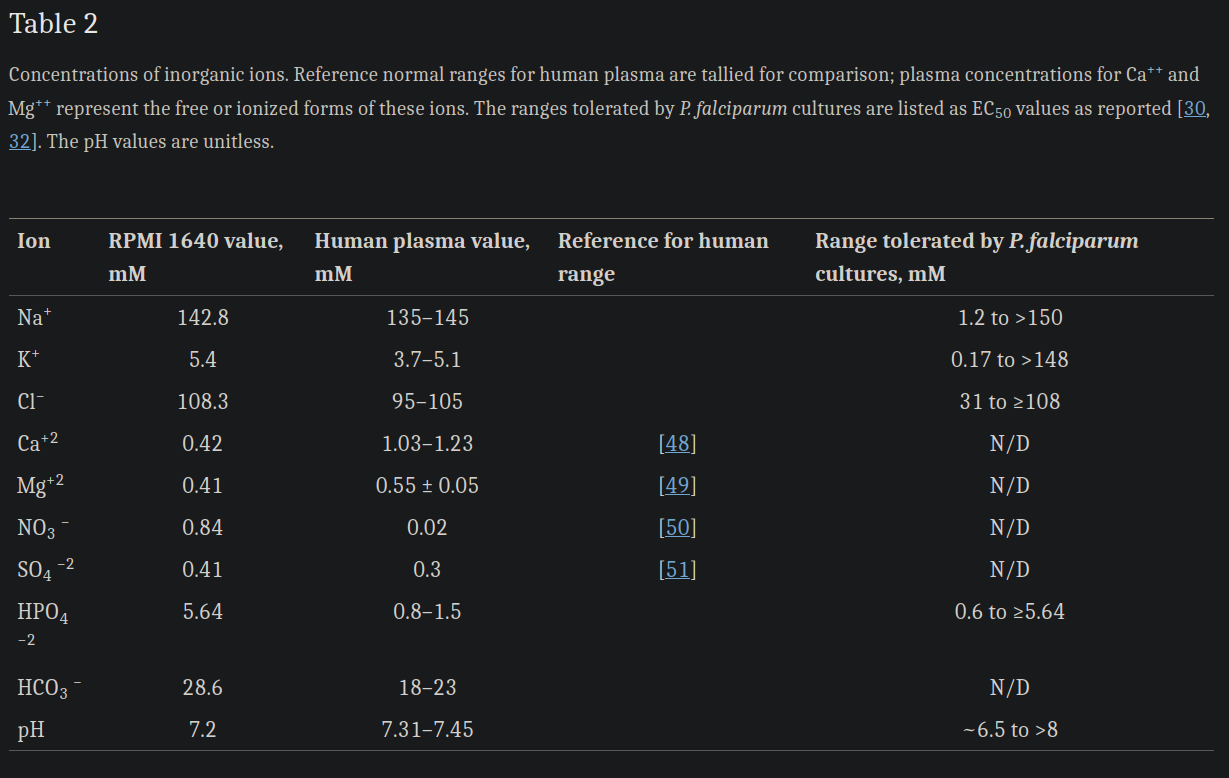 Table 2
Concentrations of inorganic ions. Reference normal ranges for human plasma are tallied for comparison; plasma concentrations for Ca⁺⁺ and
Mg⁺⁺ represent the free or ionized forms of these ions. The ranges tolerated by P. falciparum cultures are listed as EC₅₀ values as reported [30,
32]. The pH values are unitless.
Ion RPMI 1640 value, mM Human plasma value, mM Reference for human range Range tolerated by P. falciparum cultures, mM
Na⁺ 142.8 135–145 1.2 to >150
K⁺ 5.4 3.7–5.1 0.17 to >148
Cl⁻ 108.3 95–105 31 to ≥108
Ca⁺² 0.42 1.03–1.23 [48] N/D
Mg⁺² 0.41 0.55 ± 0.05 [49] N/D
NO₃ ⁻ 0.84 0.02 [50] N/D
SO₄ ⁻² 0.41 0.3 [51] N/D
HPO₄ ⁻² 5.64 0.8–1.5 0.6 to ≥5.64
HCO₃ ⁻ 28.6 18–23 N/D
pH 7.2 7.31–7.45 ~6.5 to >8